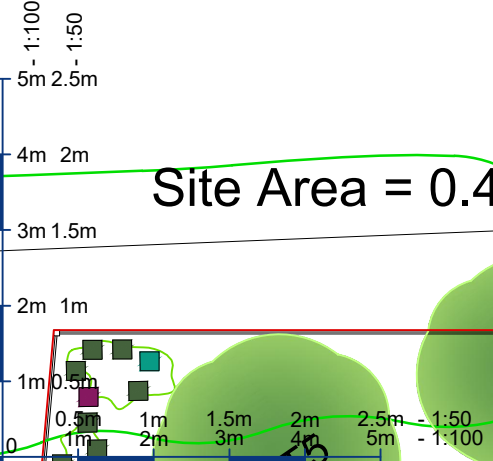 - 1:100
- 1:50
5m 2.5m
4m 2m
Site Area = 0.4
3m 1.5m
2m 1m
1m 0.5m
0.5m 1m 1.5m 2m 2.5m - 1:50
0 1m 2m 3m 4m 5m - 1:100